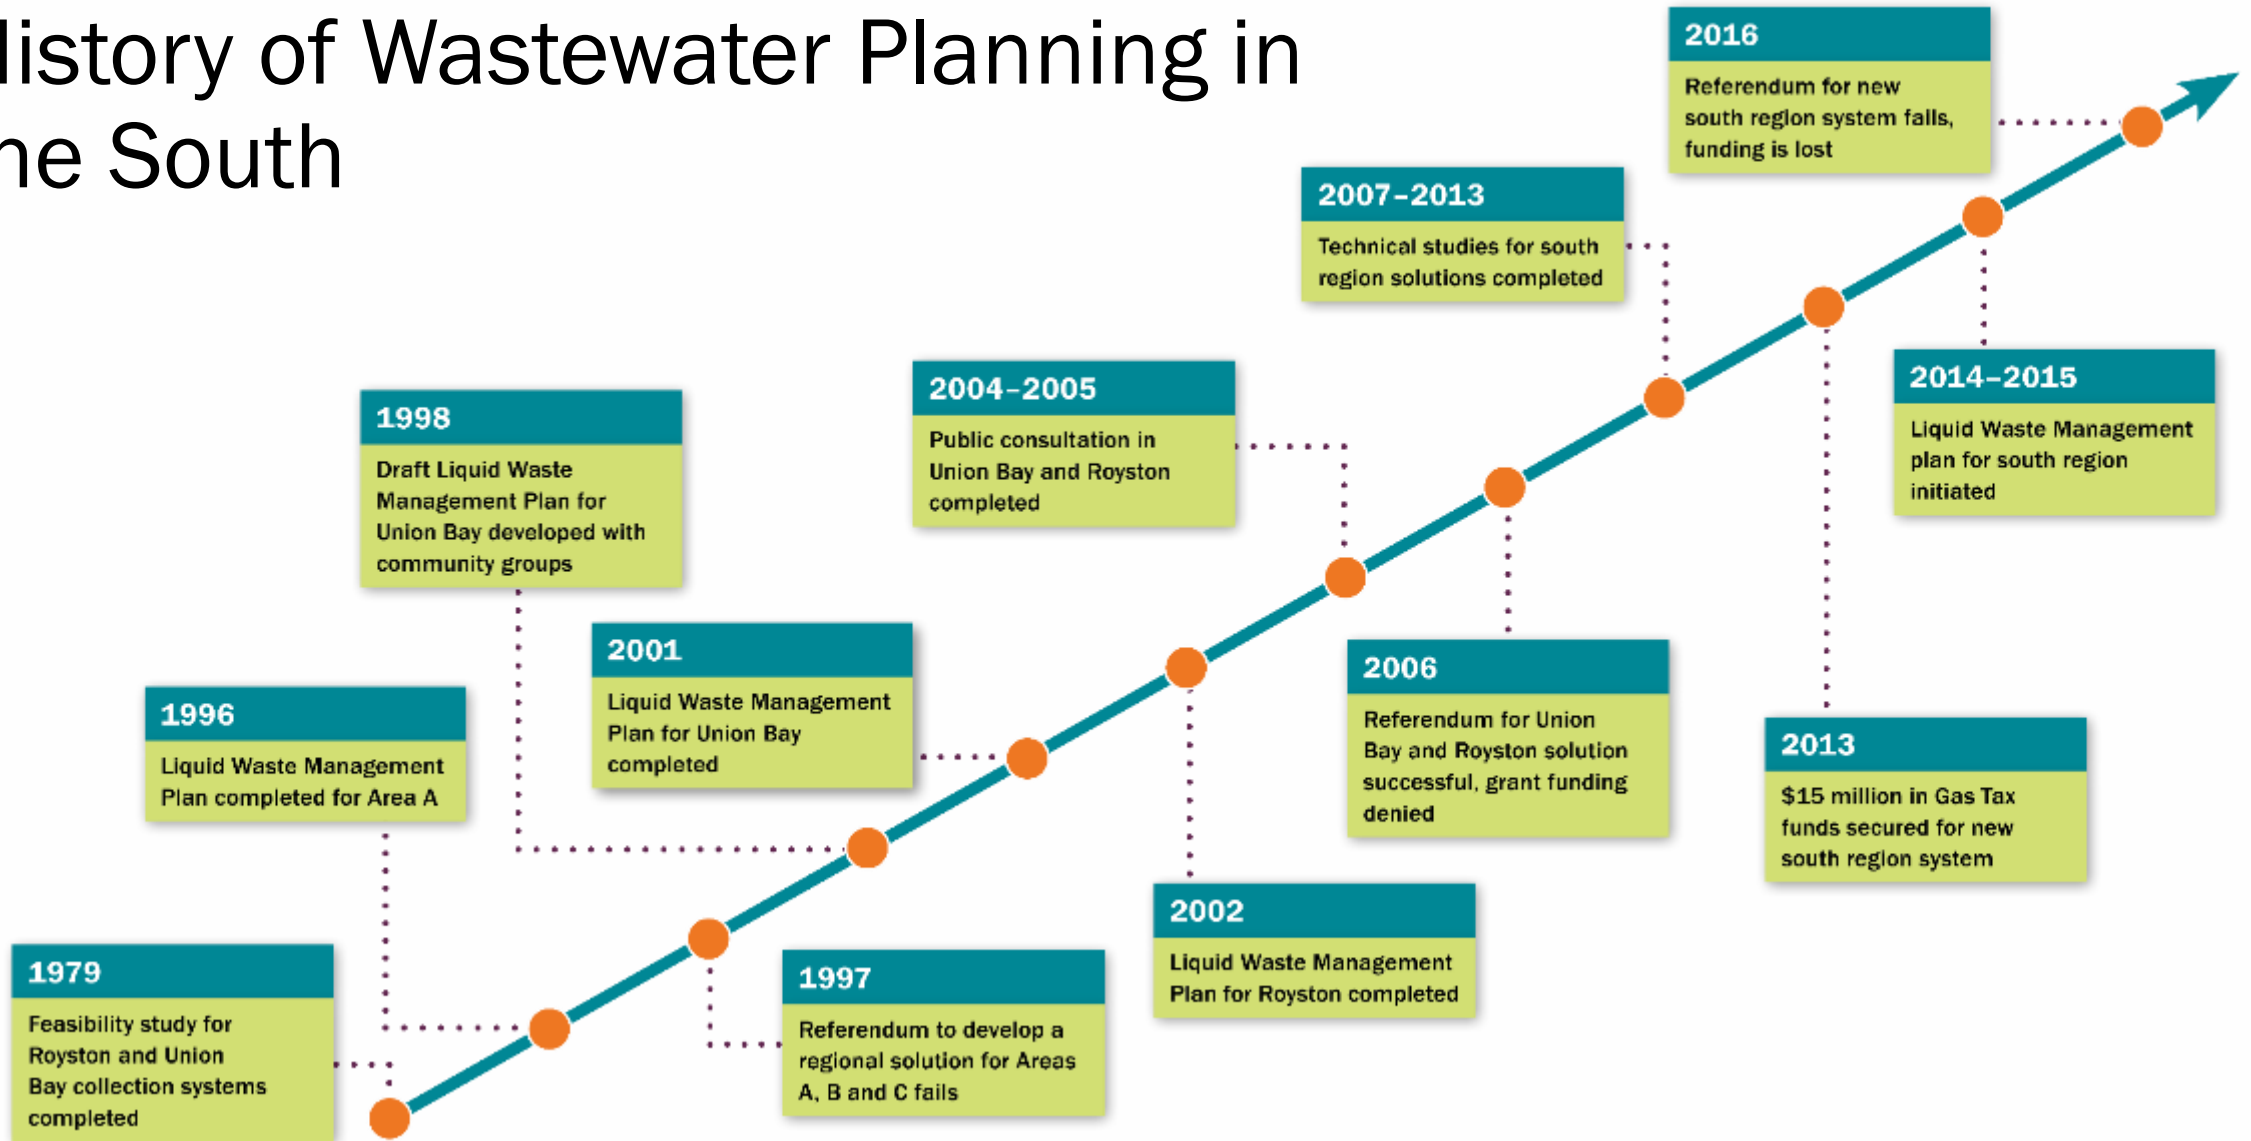 History of Wastewater Planning in
the South
1979
Feasibility study for
Royston and Union
Bay collection systems
completed
1996
Liquid Waste Management
Plan completed for Area A
1997
Referendum to develop a
regional solution for Areas
A, B and C fails
1998
Draft Liquid Waste
Management Plan for
Union Bay developed with
community groups
2001
Liquid Waste Management
Plan for Union Bay
completed
2002
Liquid Waste Management
Plan for Royston completed
2004–2005
Public consultation in
Union Bay and Royston
completed
2006
Referendum for Union
Bay and Royston solution
successful, grant funding
denied
2007–2013
Technical studies for south
region solutions completed
2013
$15 million in Gas Tax
funds secured for new
south region system
2014–2015
Liquid Waste Management
plan for south region
initiated
2016
Referendum for new
south region system fails,
funding is lost